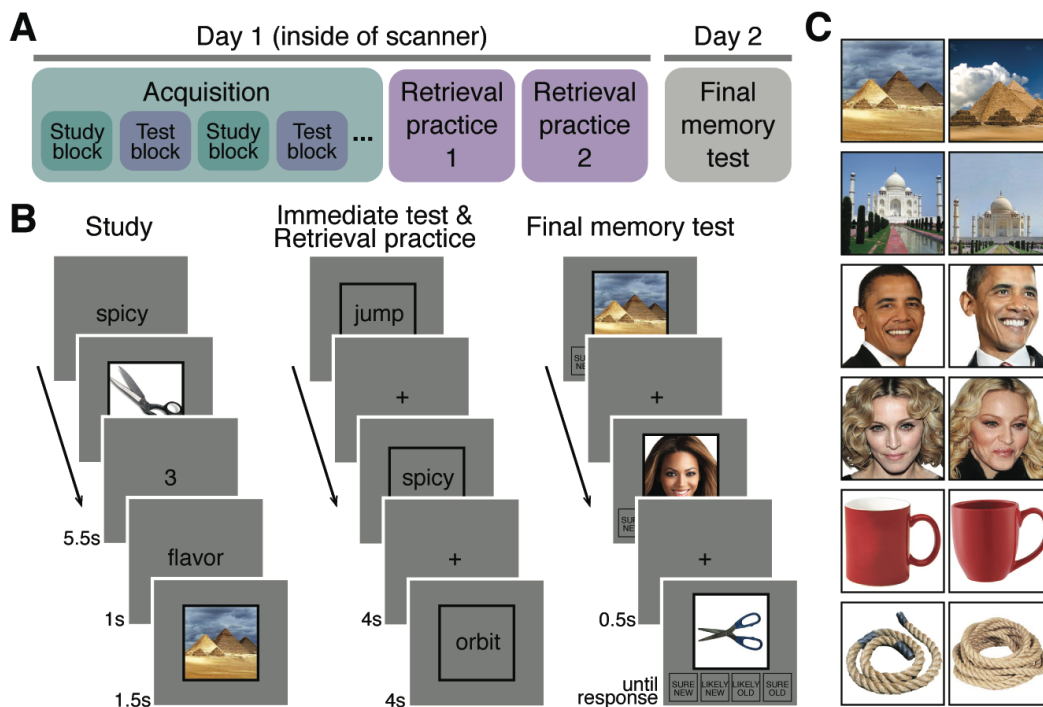 A
Day 1 (inside of scanner)
Day 2
Acquisition
Study block
Test block
Study block
Test block
...
Retrieval practice 1
Retrieval practice 2
Final memory test
B
Study
spicy
3
5.5s
flavor
1s
1.5s
Immediate test & Retrieval practice
jump
+
spicy
+
4s
orbit
4s
Final memory test
+
+
0.5s
until response
SURE NEW
LIKELY NEW
LIKELY OLD
SURE OLD
C